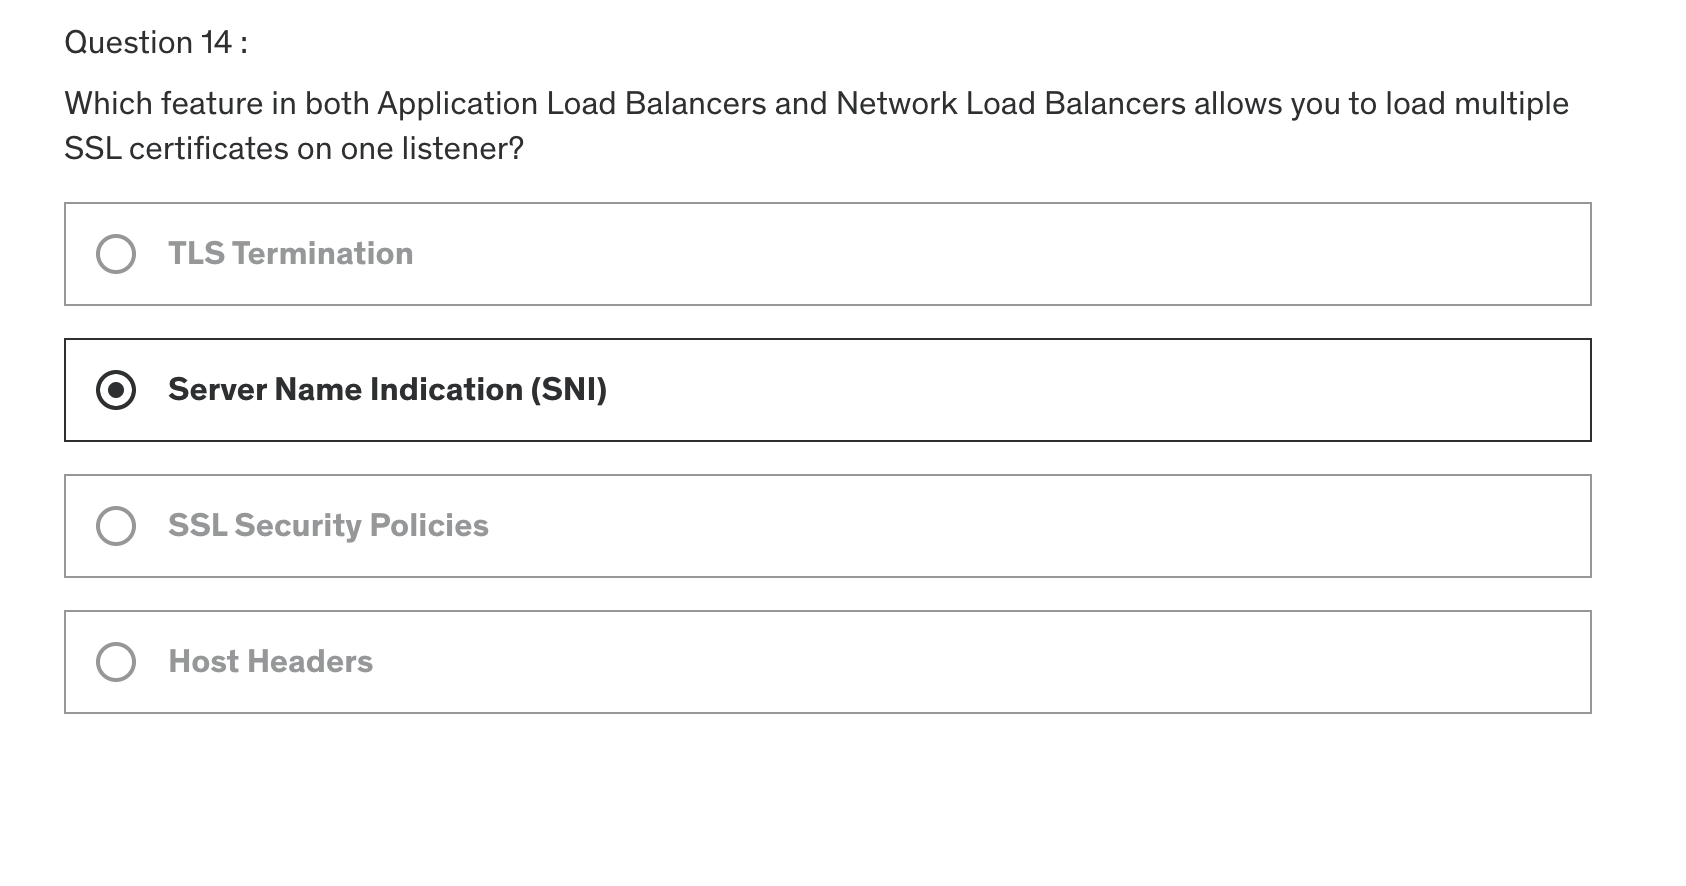 Question 14 :
Which feature in both Application Load Balancers and Network Load Balancers allows you to load multiple
SSL certificates on one listener?
TLS Termination
Server Name Indication (SNI)
SSL Security Policies
Host Headers